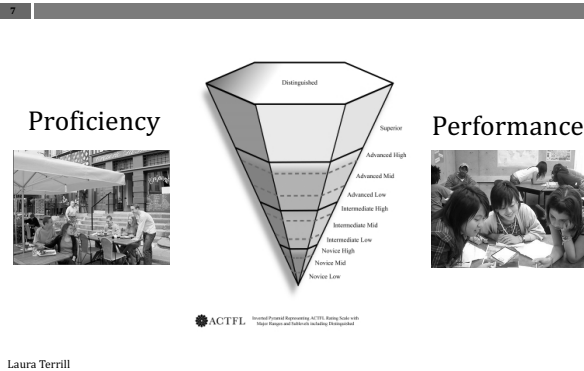 7
Distinguished
Proficiency
Performance
Superior
Advanced High
Advanced Mid
Advanced Low
Intermediate High
Intermediate Mid
Intermediate Low
Novice High
Novice Mid
Novice Low
ACTFL
Inverted Pyramid Representing ACTFL Rating Scale with
Major Ranges and Sublevels including Distinguished
Laura Terrill